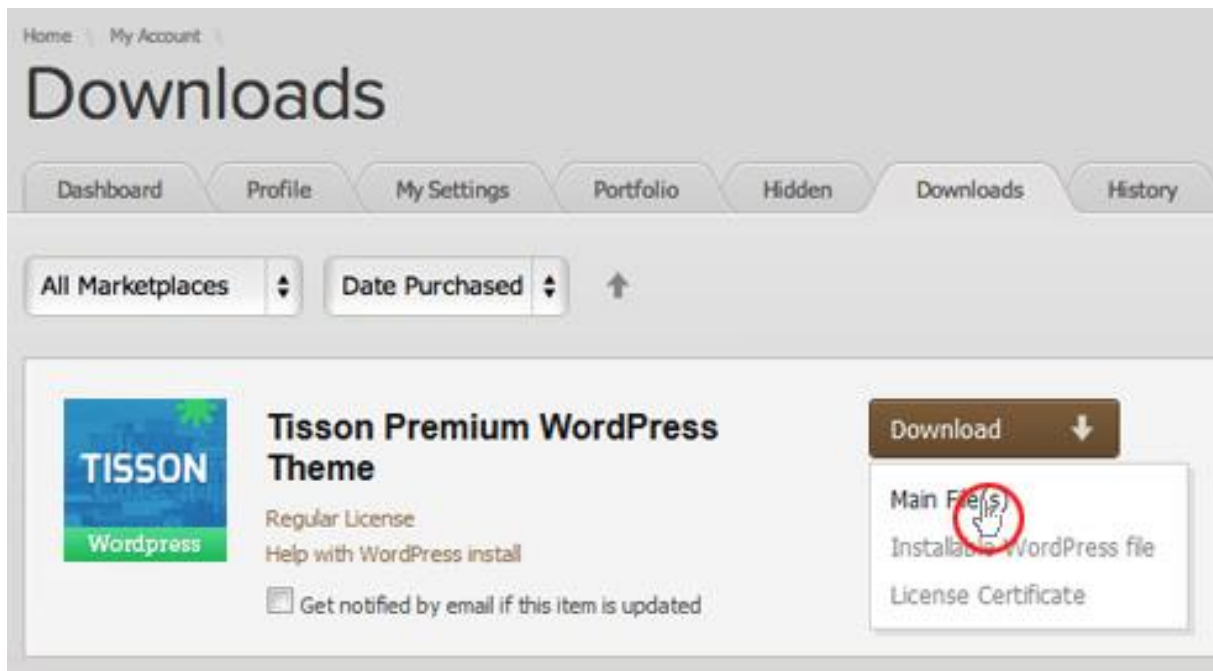 Home \ My Account \
Downloads
Dashboard Profile My Settings Portfolio Hidden Downloads History
All Marketplaces Date Purchased
TISSON
Wordpress
Tisson Premium WordPress
Theme
Regular License
Help with WordPress install
Get notified by email if this item is updated
Download
Main File(s)
Installable WordPress file
License Certificate